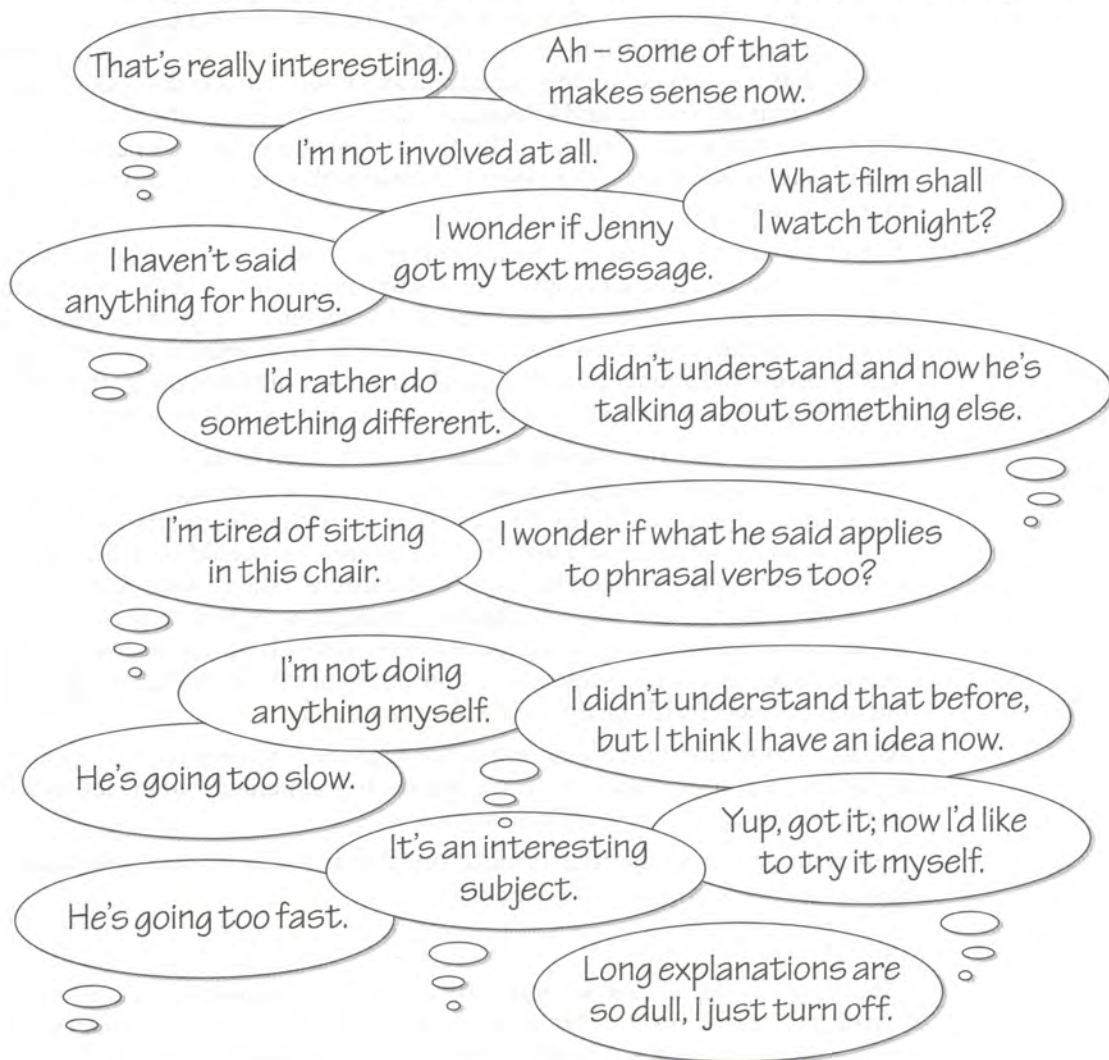 That's really interesting.
Ah – some of that
makes sense now.
I'm not involved at all.
What film shall
I watch tonight?
I wonder if Jenny
got my text message.
I haven't said
anything for hours.
I'd rather do
something different.
I didn't understand and now he's
talking about something else.
I'm tired of sitting
in this chair.
I wonder if what he said applies
to phrasal verbs too?
I'm not doing
anything myself.
I didn't understand that before,
but I think I have an idea now.
He's going too slow.
Yup, got it; now I'd like
to try it myself.
It's an interesting
subject.
He's going too fast.
Long explanations are
so dull, I just turn off.